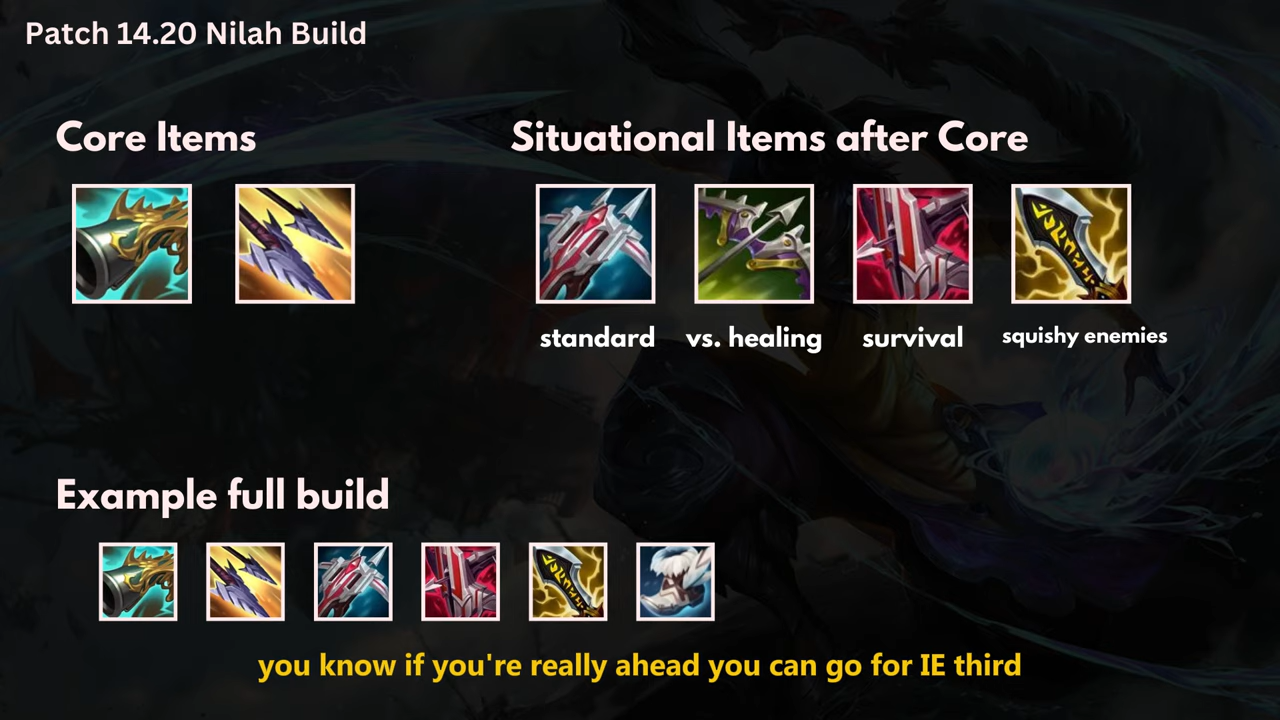 Patch 14.20 Nilah Build
Core Items
Situational Items after Core
standard
vs. healing
survival
squishy enemies
Example full build
you know if you're really ahead you can go for IE third